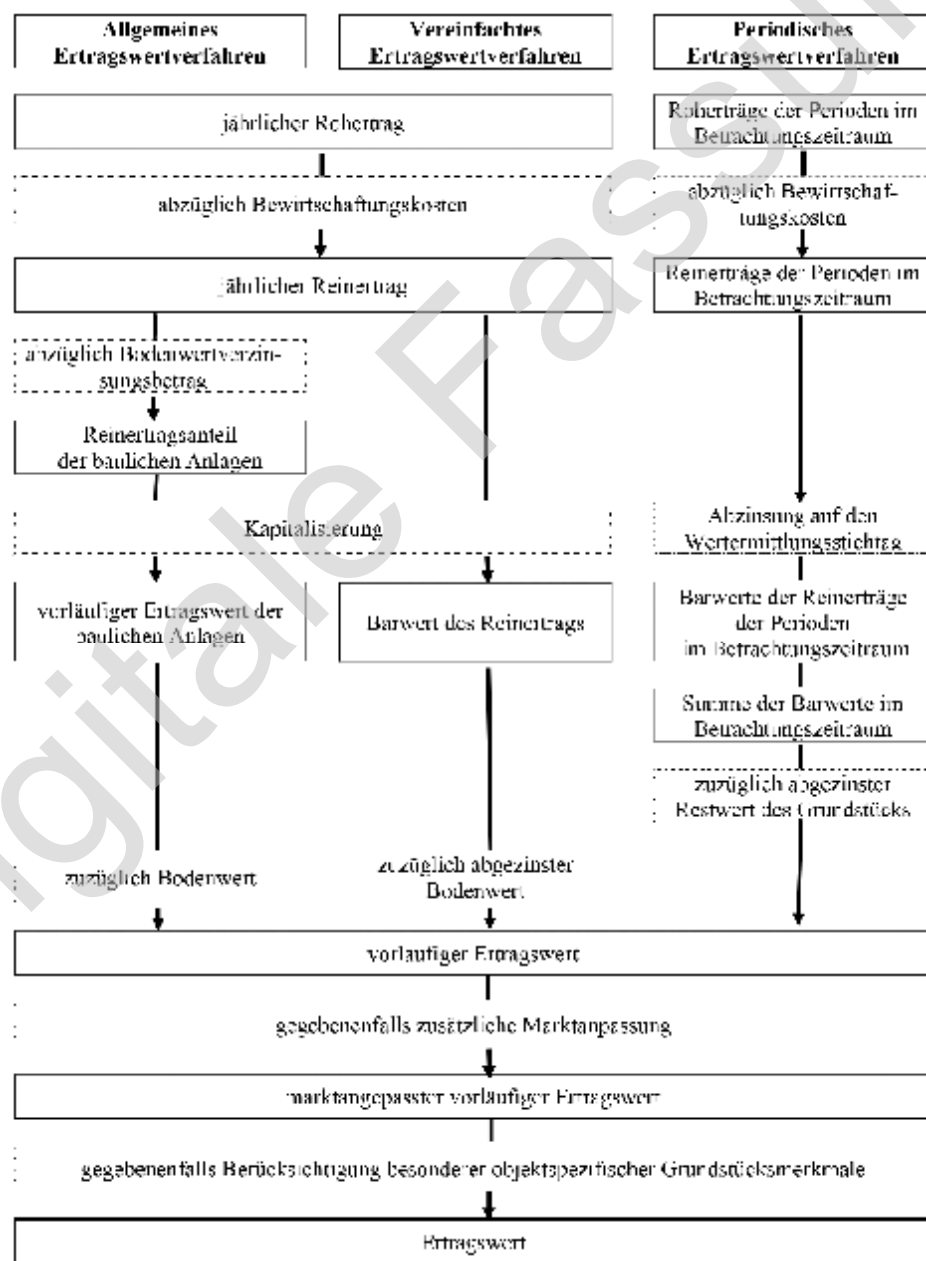 Allgemeines
Ertragswertverfahren
Vereinfachtes
Ertragswertverfahren
Periodisches
Ertragswertverfahren
jährlicher Rohertrag
Roherträge der Perioden im
Betrachtungszeitraum
abzüglich Bewirtschaftungskosten
abzüglich Bewirtschaf-
tungskosten
jährlicher Reinertrag
Reinerträge der Perioden im
Betrachtungszeitraum
abzüglich Bodenwertverzin-
sungsbetrag
Reinertragsanteil
der baulichen Anlagen
Kapitalisierung
Abzinsung auf den
Wertermittlungsstichtag
vorläufiger Ertragswert der
baulichen Anlagen
Barwert des Reinertrags
Barwerte der Reinerträge
der Perioden
im Betrachtungszeitraum
Summe der Barwerte im
Betrachtungszeitraum
zuzüglich abgezinster
Restwert des Grundstücks
zuzüglich Bodenwert
zuzüglich abgezinster
Bodenwert
vorläufiger Ertragswert
gegebenenfalls zusätzliche Marktanpassung
marktangepasster vorläufiger Ertragswert
gegebenenfalls Berücksichtigung besonderer objektspezifischer Grundstücksmerkmale
Ertragswert
gitale Fassun